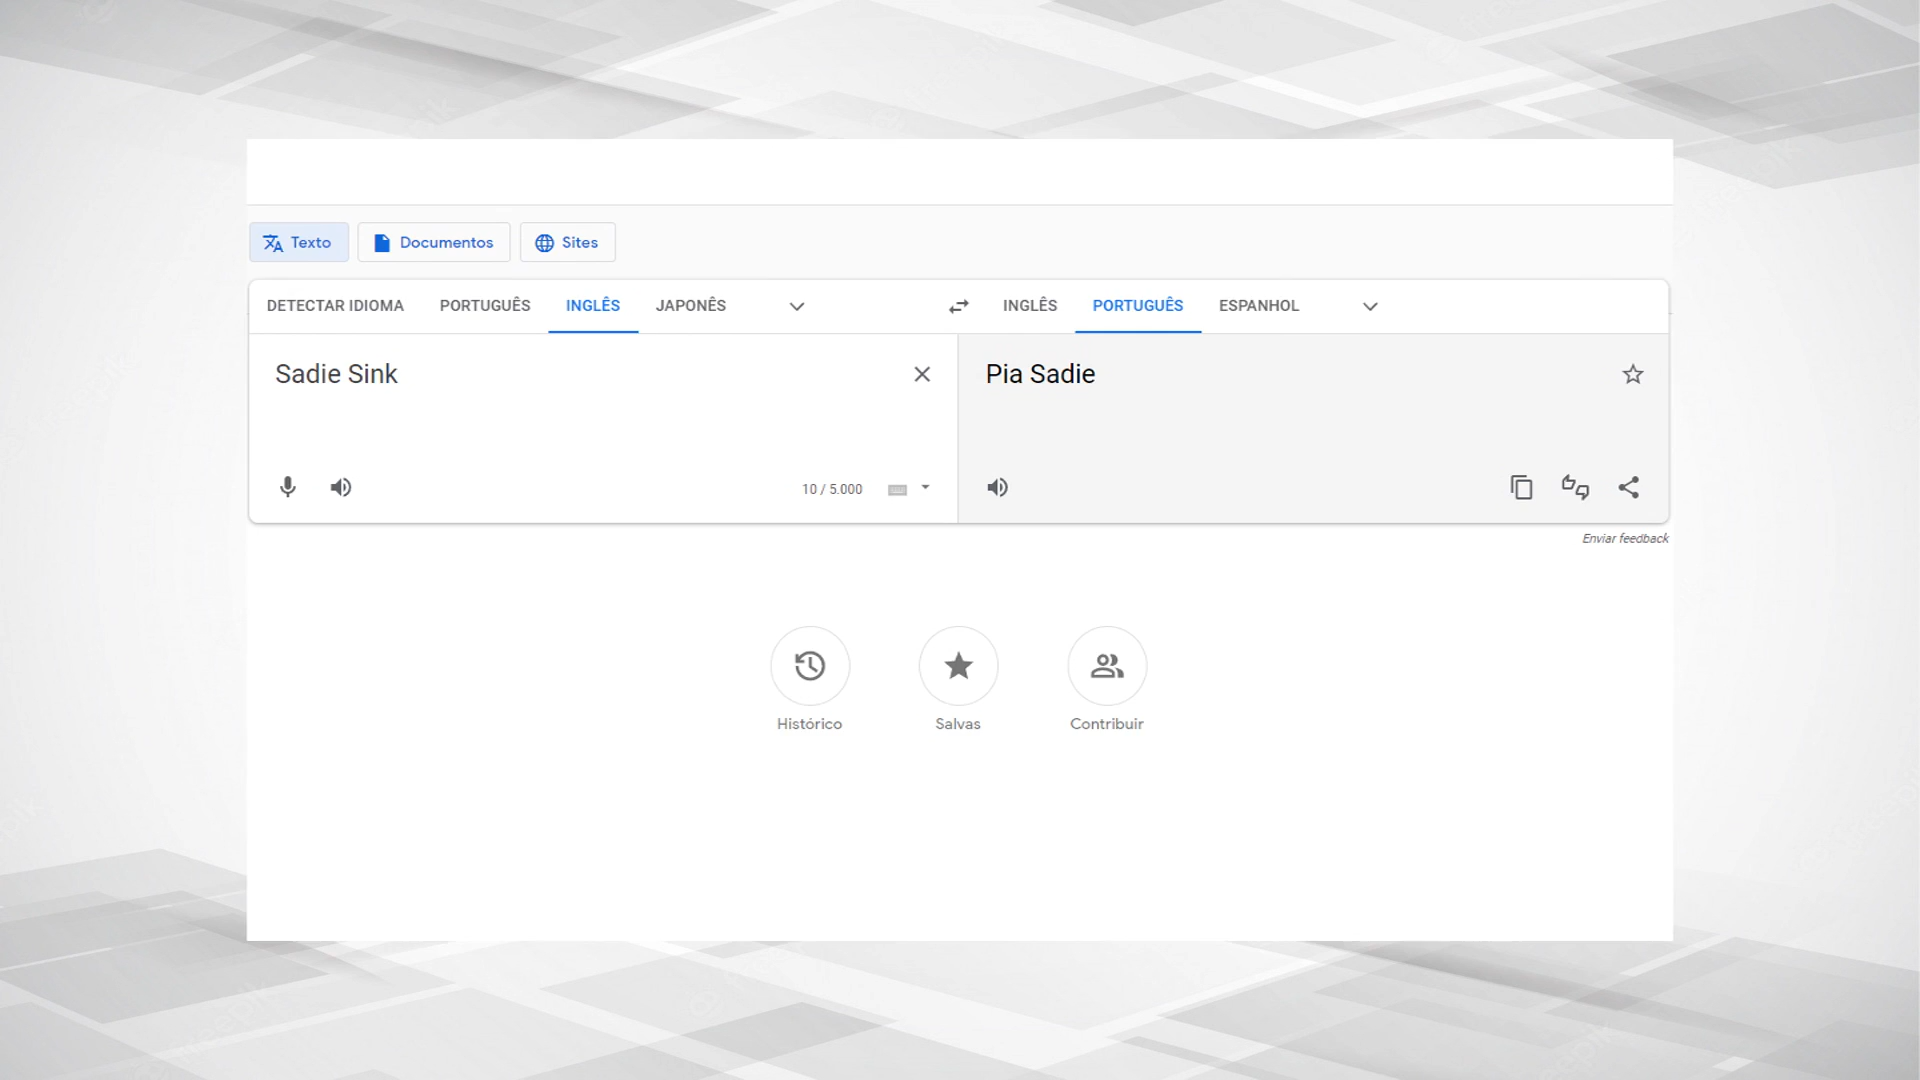 Texto Documentos Sites
DETECTAR IDIOMA PORTUGUÊS INGLÊS JAPONÊS INGLÊS PORTUGUÊS ESPANHOL
Sadie Sink
10 / 5.000
Pia Sadie
Enviar feedback
Histórico Salvas Contribuir